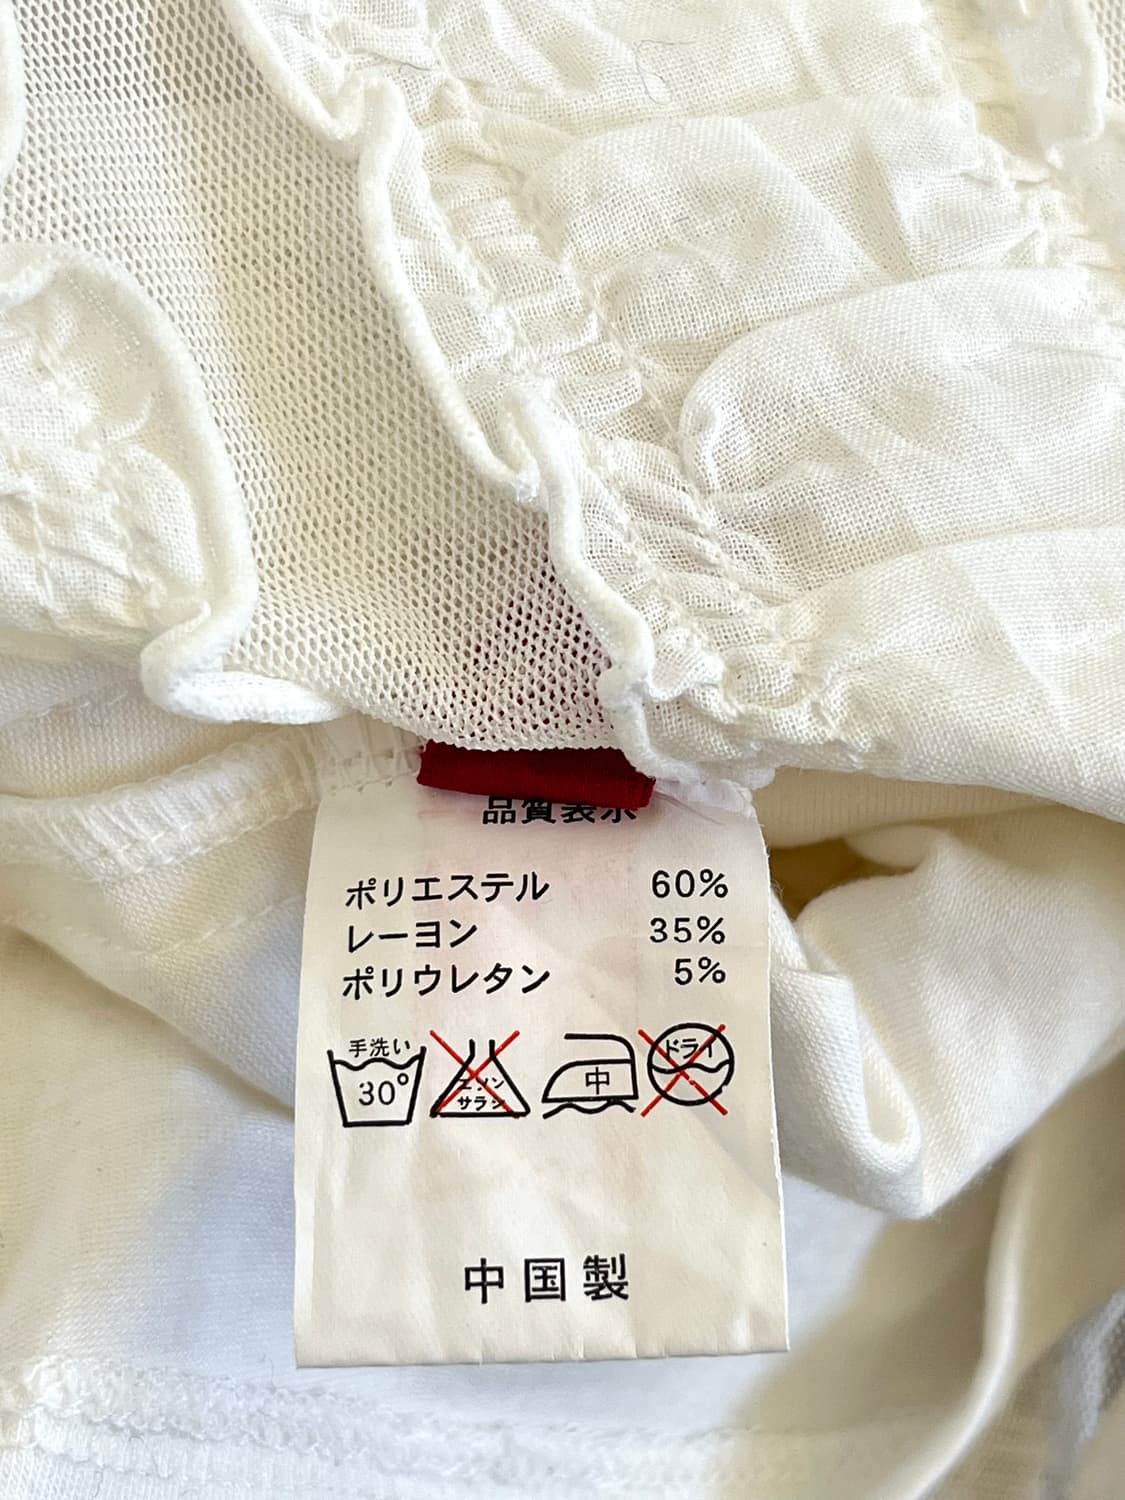 品質表示
ポリエステル 60%
レーヨン 35%
ポリウレタン 5%
手洗い
30°
エンソ
サラシ
中
ドライ
中国製